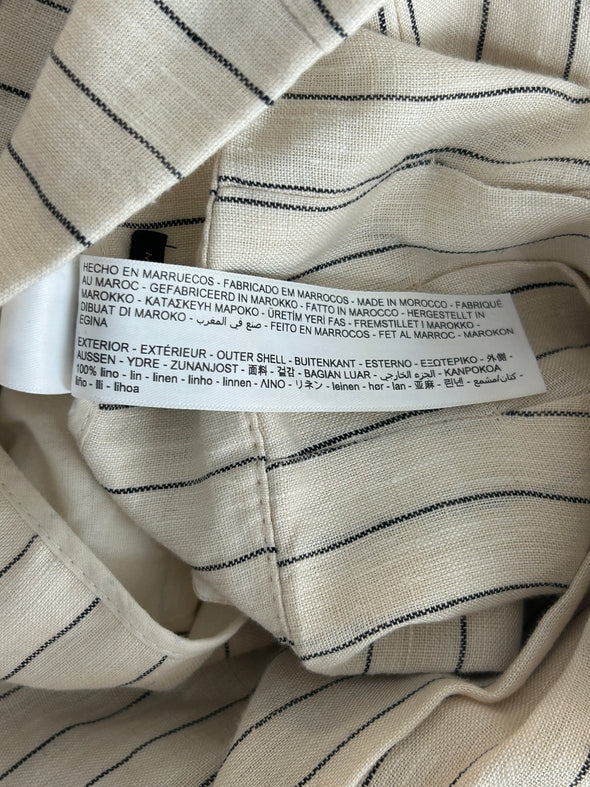 HECHO EN MARRUECOS - FABRICADO EM MARROCOS - MADE IN MOROCCO - FABRIQUÉ
AU MAROC - GEFABRICEERD IN MAROKKO - FATTO IN MAROCCO - HERGESTELLT IN
MAROKKO - ΚΑΤΑΣΚΕΥΗ ΜΑΡΟΚΟ - ÜRETİM YERİ FAS - FREMSTILLET I MAROKKO -
DIBUAT DI MAROKO - صنع في المغرب - FEITO EN MARROCOS - FET AL MARROC - MAROKON
EGINA
EXTERIOR - EXTÉRIEUR - OUTER SHELL - BUITENKANT - ESTERNO - ΕΞΩΤΕΡΙΚΟ - 外側 -
AUSSEN - YDRE - ZUNANJOST - 面料 - 겉감 - BAGIAN LUAR - الجزء الخارجي - KANPOKOA
100% lino - lin - linen - linho - linnen - ΛΙΝΟ - リネン - leinen - hør - lan - 亚麻 - 린넨 - كتان/مشمع -
liño - lli - lihoa